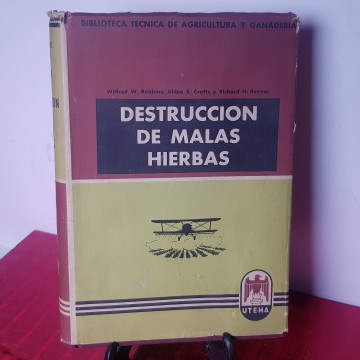 BIBLIOTECA TECNICA DE AGRICULTURA Y GANADERIA
Wilfred W. Robbins, Alden S. Crafts y Richard N. Raynor
DESTRUCCION
DE MALAS
HIERBAS
UTEHA